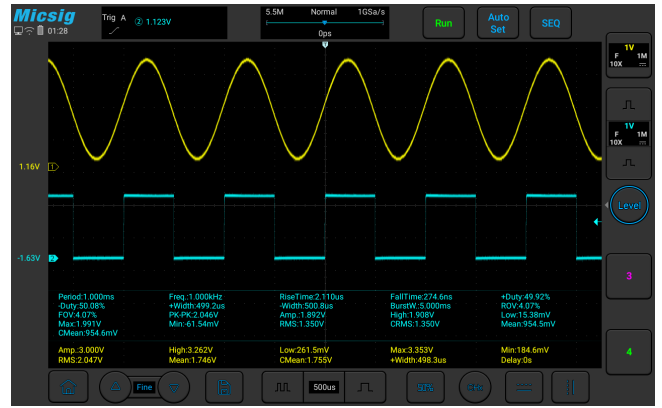 Micsig
01:28
Trig A ② 1.123V
5.5M Normal 1GSa/s
0ps
Run
Auto
Set
SEQ
T
1V
F 1M
10X
1V
F 1M
10X
Level
3
4
1.16V 1
-1.63V 2
Period:1.000ms Freq.:1.000kHz RiseTime:2.110us FallTime:274.6ns +Duty:49.92%
-Duty:50.08% +Width:499.2us -Width:500.8us BurstW.:5.000ms ROV:4.07%
FOV:4.07% PK-PK:2.046V Amp.:1.892V High:1.908V Low:15.38mV
Max:1.991V Min:-61.54mV RMS:1.350V CRMS:1.350V Mean:954.5mV
CMean:954.6mV
Amp.:3.000V High:3.262V Low:261.5mV Max:3.353V Min:184.6mV
RMS:2.047V Mean:1.746V CMean:1.755V +Width:498.3us Delay:0s
Fine
500us
50%